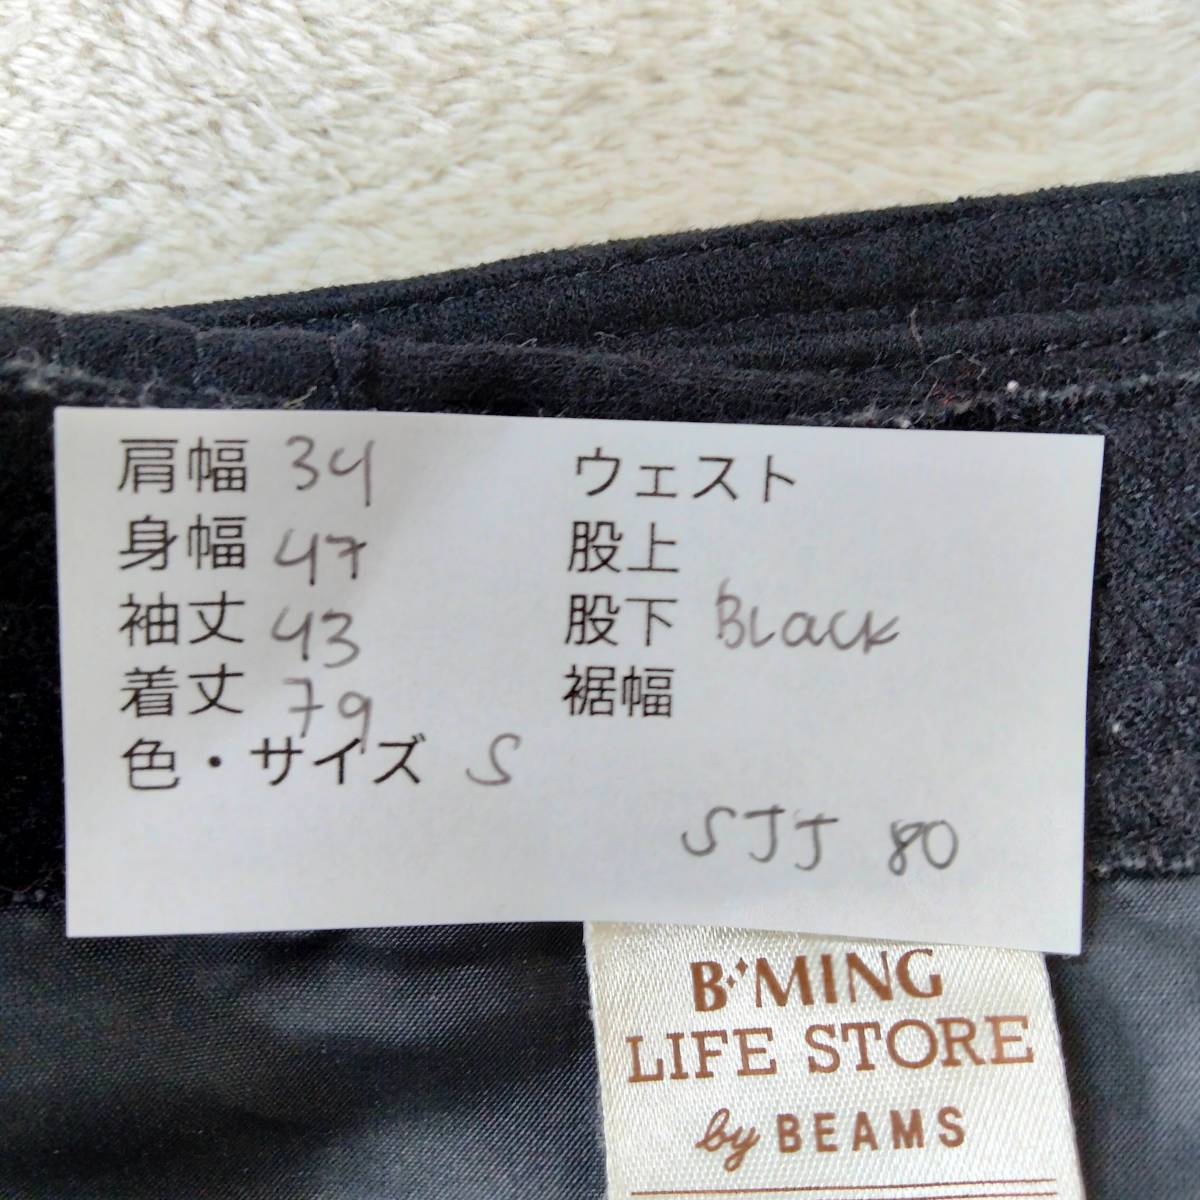 肩幅 34
身幅 47
袖丈 43
着丈 79
色・サイズ S
ウェスト
股上
股下 Black
裾幅
SJJ 80
B:MING
LIFE STORE
by BEAMS